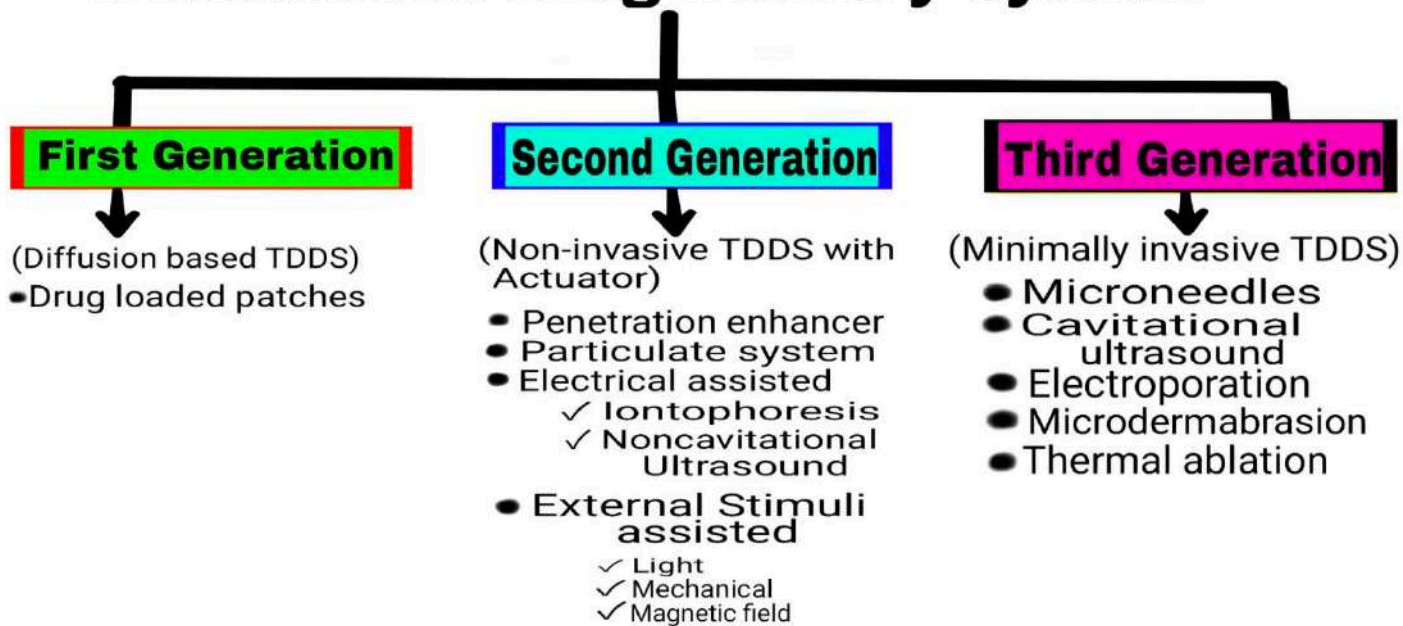 First Generation
(Diffusion based TDDS)
•Drug loaded patches
Second Generation
(Non-invasive TDDS with
Actuator)
• Penetration enhancer
• Particulate system
• Electrical assisted
✓ Iontophoresis
✓ Noncavitational
Ultrasound
• External Stimuli
assisted
✓ Light
✓ Mechanical
✓ Magnetic field
Third Generation
(Minimally invasive TDDS)
• Microneedles
• Cavitational
ultrasound
• Electroporation
• Microdermabrasion
• Thermal ablation